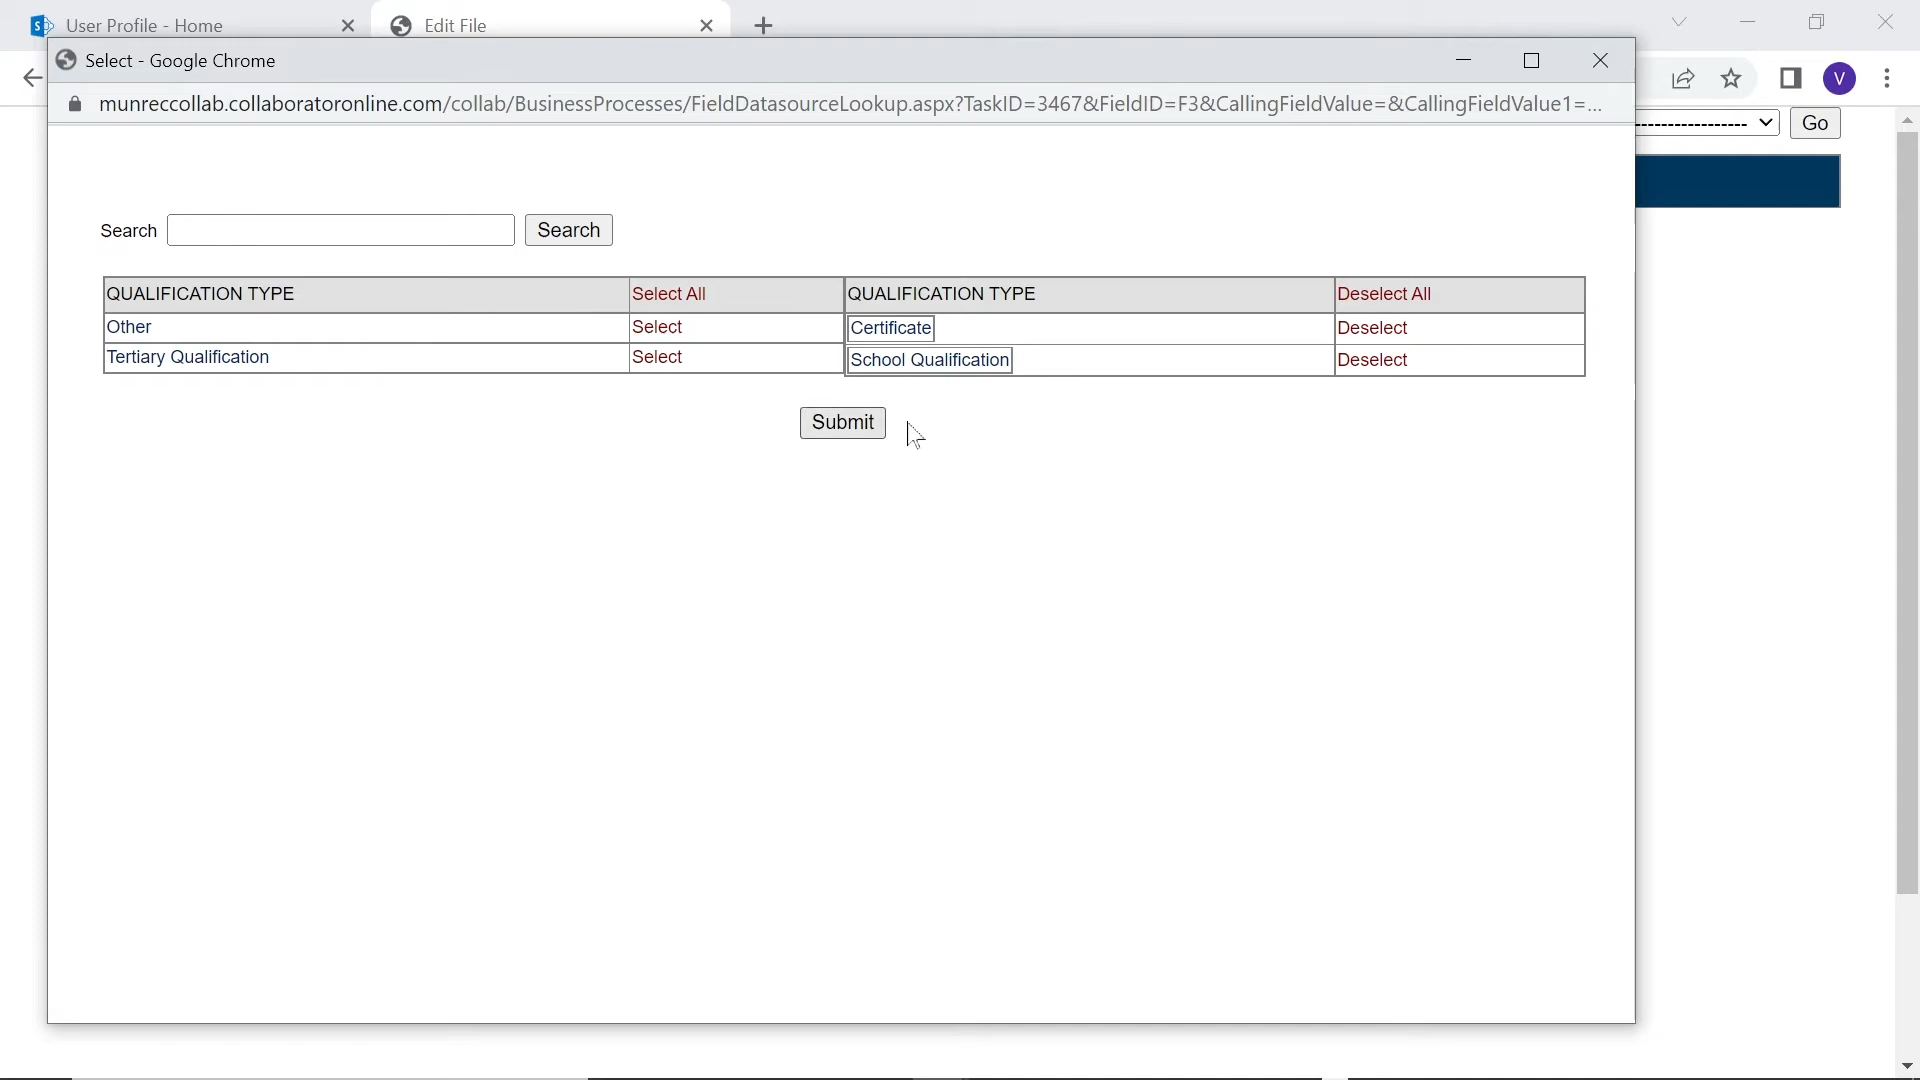 User Profile - Home
Edit File
Select - Google Chrome
V
munreccollab.collaboratoronline.com/collab/BusinessProcesses/FieldDatasourceLookup.aspx?TaskID=3467&FieldID=F3&CallingFieldValue=&CallingFieldValue1=...
------------------ Go
Search Search
QUALIFICATION TYPE Select All QUALIFICATION TYPE Deselect All
Other Select Certificate Deselect
Tertiary Qualification Select School Qualification Deselect
Submit